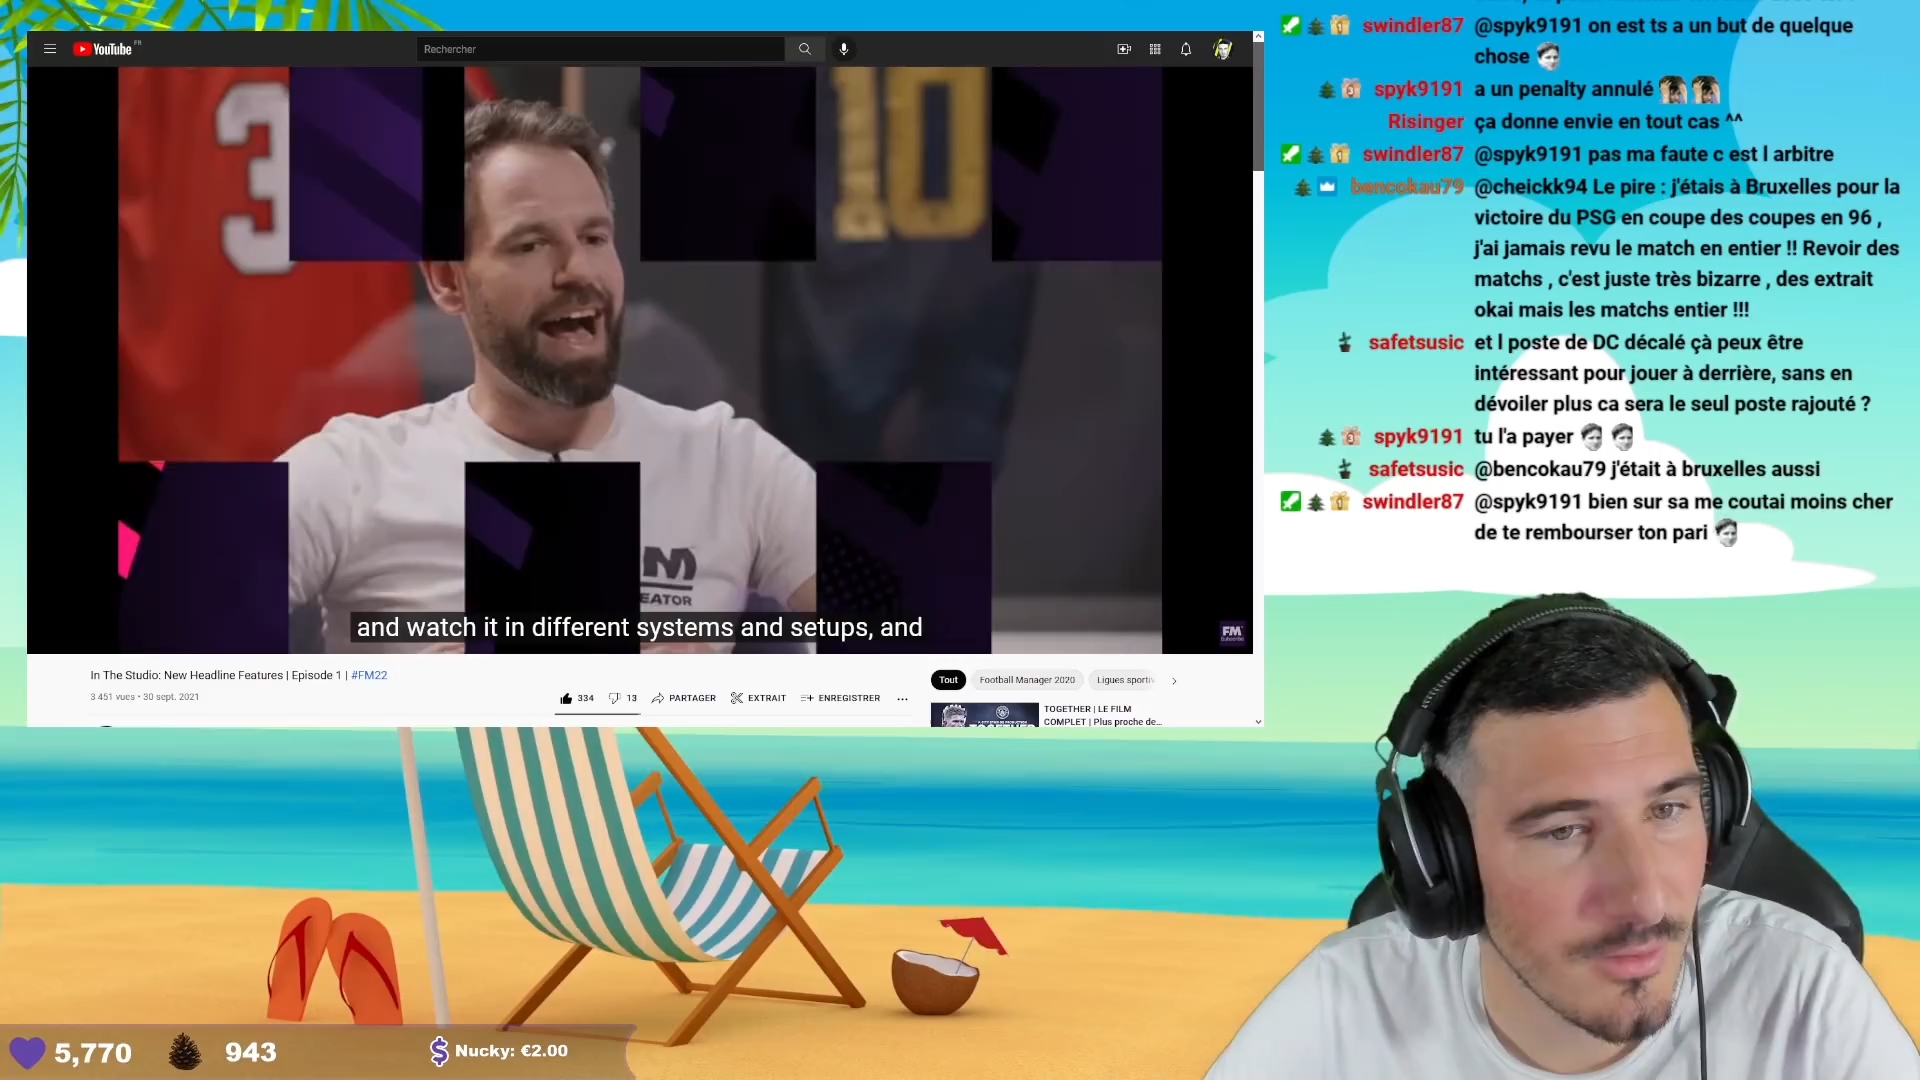 YouTube FR
Rechercher
3
10
M
EATOR
and watch it in different systems and setups, and
FM
In The Studio: New Headline Features | Episode 1 | #FM22
3 451 vues • 30 sept. 2021
334
13
PARTAGER
EXTRAIT
ENREGISTRER
...
Tout
Football Manager 2020
TOGETHER | LE FILM
COMPLET | Plus proche de...
swindler87 @spyk9191 on est ts a un but de quelque
chose
spyk9191 a un penalty annulé
Risinger ça donne envie en tout cas ^^
swindler87 @spyk9191 pas ma faute c est l arbitre
bencokau79 @cheickk94 Le pire : j'étais à Bruxelles pour la
victoire du PSG en coupe des coupes en 96 ,
j'ai jamais revu le match en entier !! Revoir des
matchs , c'est juste très bizarre , des extrait
okai mais les matchs entier !!!
safetsusic et l poste de DC décalé çà peux être
intéressant pour jouer à derrière, sans en
dévoiler plus ca sera le seul poste rajouté ?
spyk9191 tu l'a payer
safetsusic @bencokau79 j'était à bruxelles aussi
swindler87 @spyk9191 bien sur sa me coutai moins cher
de te rembourser ton pari
5,770
943
$ Nucky: €2.00